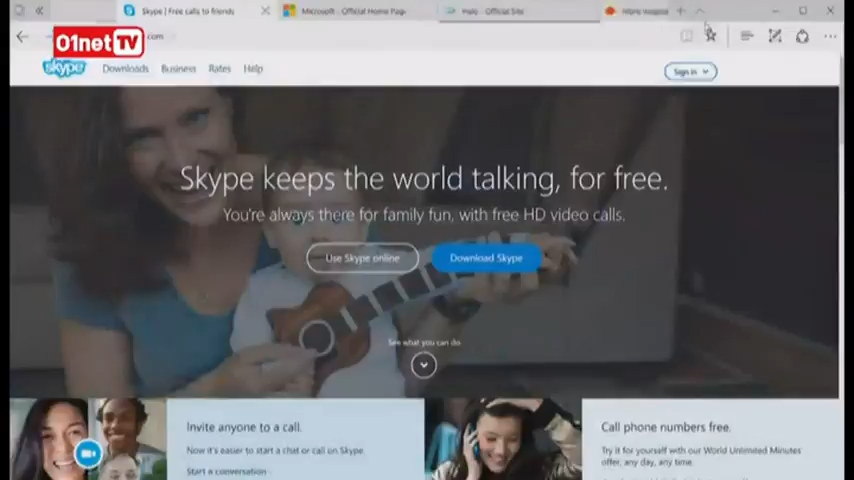 Skype | Free calls to friends
Microsoft - Official Home Page
Halo - Official Site
01net TV
.com
skype
Downloads
Business
Rates
Help
Sign in
Skype keeps the world talking, for free.
You're always there for family fun, with free HD video calls.
Use Skype online
Download Skype
See what you can do
Invite anyone to a call.
Now it's easier to start a chat or call on Skype.
Start a conversation
Call phone numbers free.
Try it for yourself with our World Unlimited Minutes
offer, any day, any time.